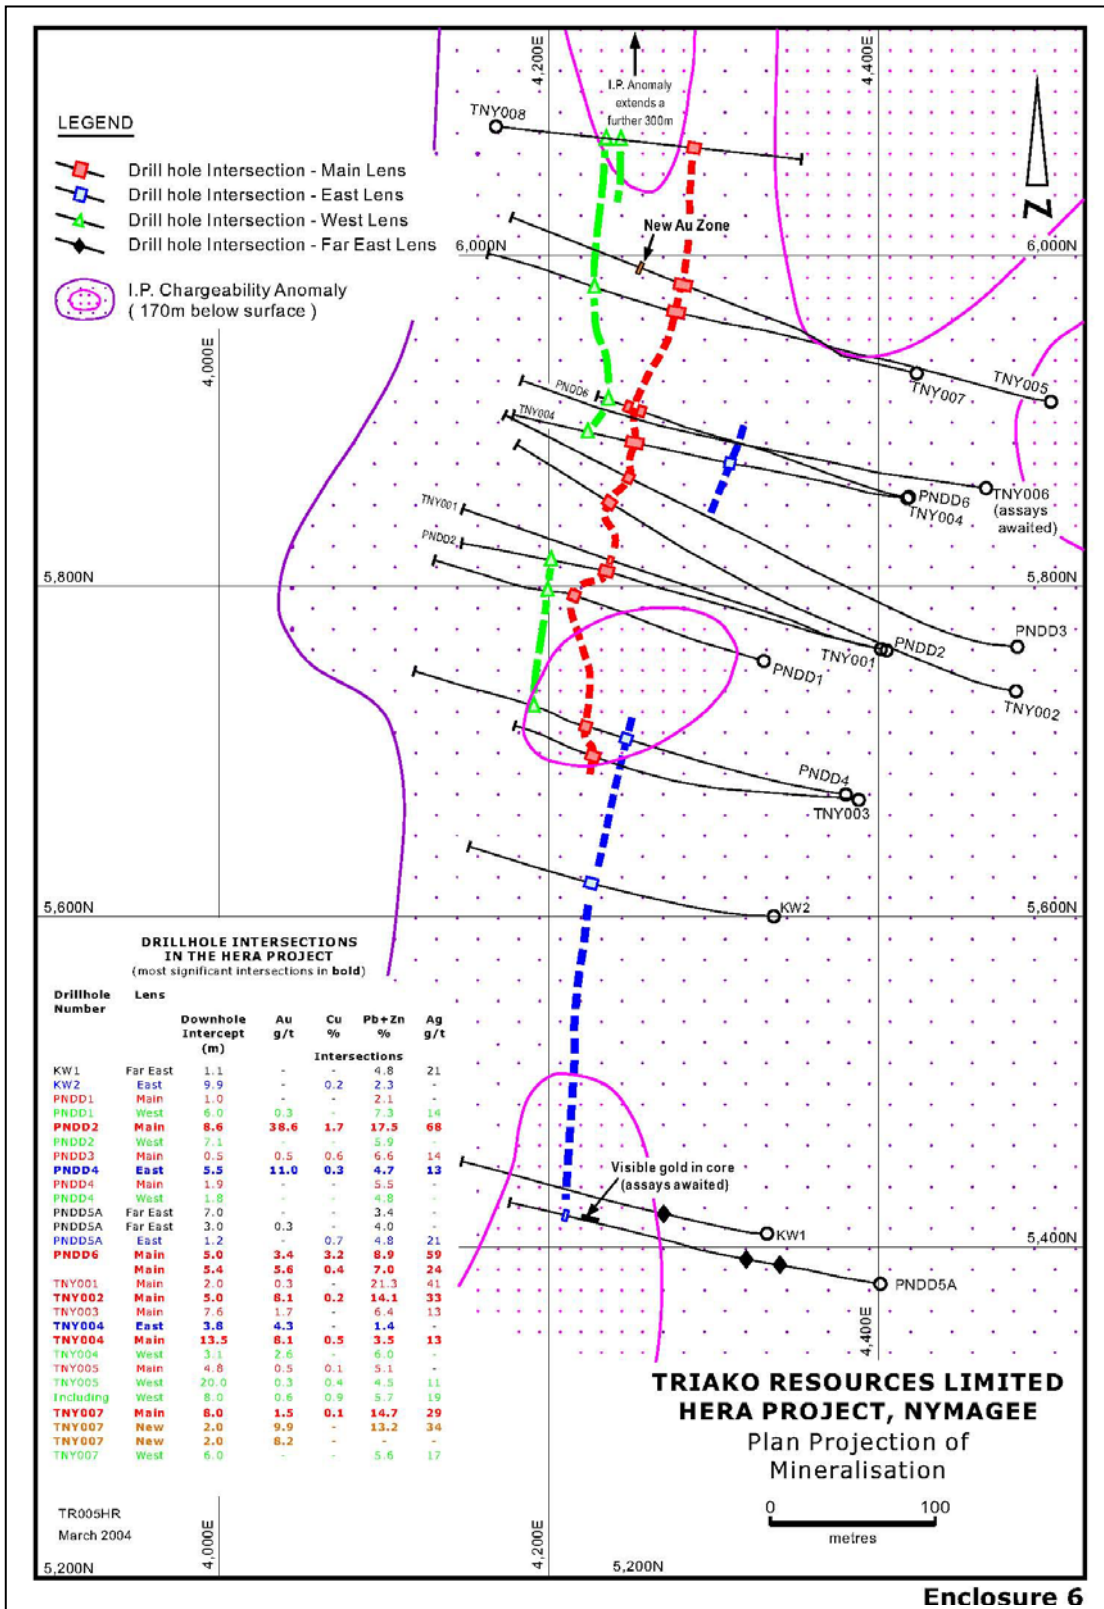 4,200E
4,400E
I.P. Anomaly
extends a
further 300m
TNY008
LEGEND
Drill hole Intersection - Main Lens
Drill hole Intersection - East Lens
Drill hole Intersection - West Lens
Drill hole Intersection - Far East Lens
I.P. Chargeability Anomaly
( 170m below surface )
N
New Au Zone
6,000N
6,000N
4,000E
TNY005
TNY007
PNDD6
TNY004
PNDD6
TNY004
TNY006
(assays
awaited)
TNY001
PNDD2
5,800N
5,800N
PNDD3
PNDD2
TNY001
PNDD1
TNY002
PNDD4
TNY003
KW2
5,600N
5,600N
DRILLHOLE INTERSECTIONS
IN THE HERA PROJECT
(most significant intersections in bold)
Drillhole Number Lens Downhole Intercept (m) Au g/t Cu % Pb+Zn % Ag g/t
Intersections
KW1 Far East 1.1 - - 4.8 21
KW2 East 9.9 - 0.2 2.3 -
PNDD1 Main 1.0 - - 2.1 -
PNDD1 West 6.0 0.3 - 7.3 14
PNDD2 Main 8.6 38.6 1.7 17.5 68
PNDD2 West 7.1 - - 5.9 -
PNDD3 Main 0.5 0.5 0.6 6.6 14
PNDD4 East 5.5 11.0 0.3 4.7 13
PNDD4 Main 1.9 - - 5.5 -
PNDD4 West 1.8 - - 4.8 -
PNDD5A Far East 7.0 - - 3.4 -
PNDD5A Far East 3.0 0.3 - 4.0 -
PNDD5A East 1.2 - 0.7 4.8 21
PNDD6 Main 5.0 3.4 3.2 8.9 59
Main 5.4 5.6 0.4 7.0 24
TNY001 Main 2.0 0.3 - 21.3 41
TNY002 Main 5.0 8.1 0.2 14.1 33
TNY003 Main 7.6 1.7 - 6.4 13
TNY004 East 3.8 4.3 - 1.4 -
TNY004 Main 13.5 8.1 0.5 3.5 13
TNY004 West 3.1 2.6 - 6.0 -
TNY005 Main 4.8 0.5 0.1 5.1 -
TNY005 West 20.0 0.3 0.4 4.5 11
Including West 8.0 0.6 0.9 5.7 19
TNY007 Main 8.0 1.5 0.1 14.7 29
TNY007 New 2.0 9.9 - 13.2 34
TNY007 New 2.0 8.2 - - -
TNY007 West 6.0 - - 5.6 17
Visible gold in core
(assays awaited)
KW1
5,400N
PNDD5A
4,400E
TRIAKO RESOURCES LIMITED
HERA PROJECT, NYMAGEE
Plan Projection of
Mineralisation
0 100
metres
TR005HR
March 2004
4,000E
4,200E
5,200N
5,200N
Enclosure 6